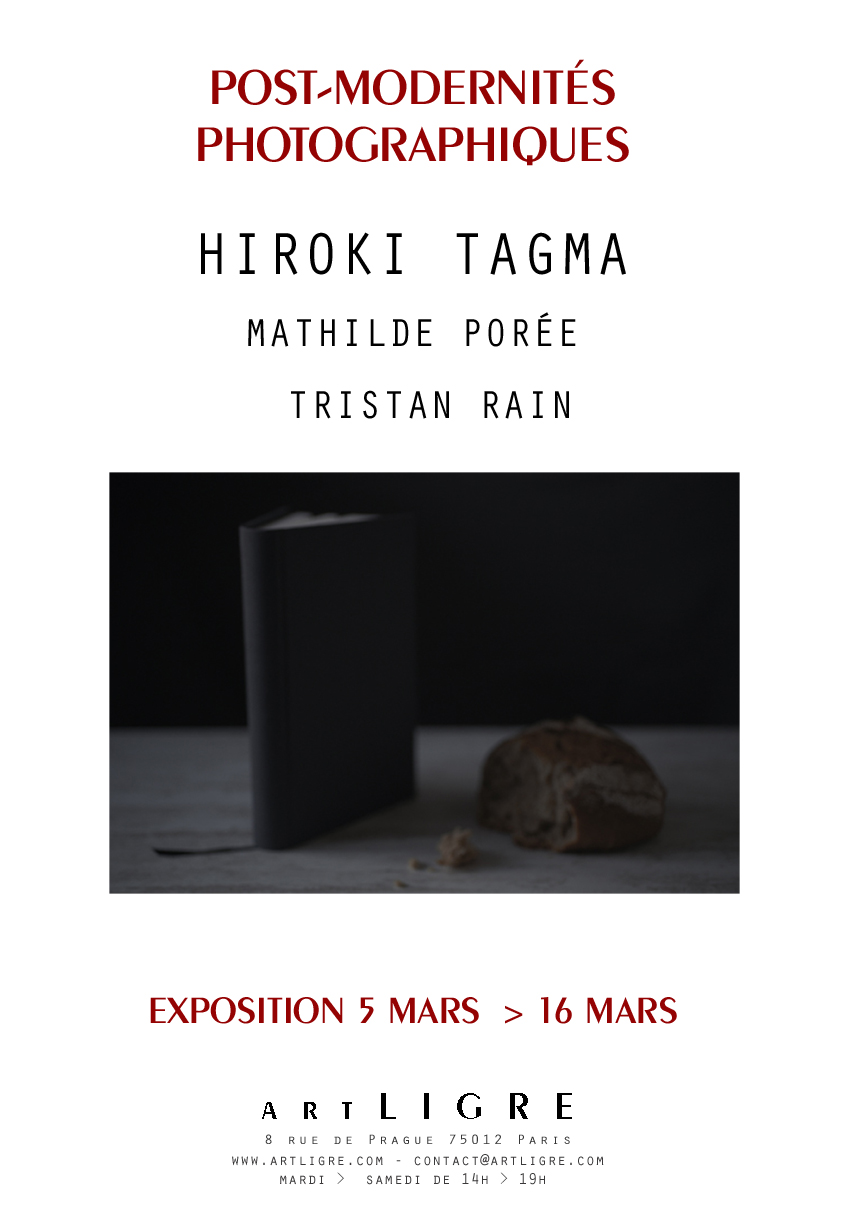 POST-MODERNITÉS
PHOTOGRAPHIQUES
HIROKI TAGMA
MATHILDE PORÉE
TRISTAN RAIN
EXPOSITION 5 MARS > 16 MARS
ART LIGRE
8 RUE DE PRAGUE 75012 PARIS
WWW.ARTLIGRE.COM - CONTACT@ARTLIGRE.COM
MARDI > SAMEDI DE 14H > 19H